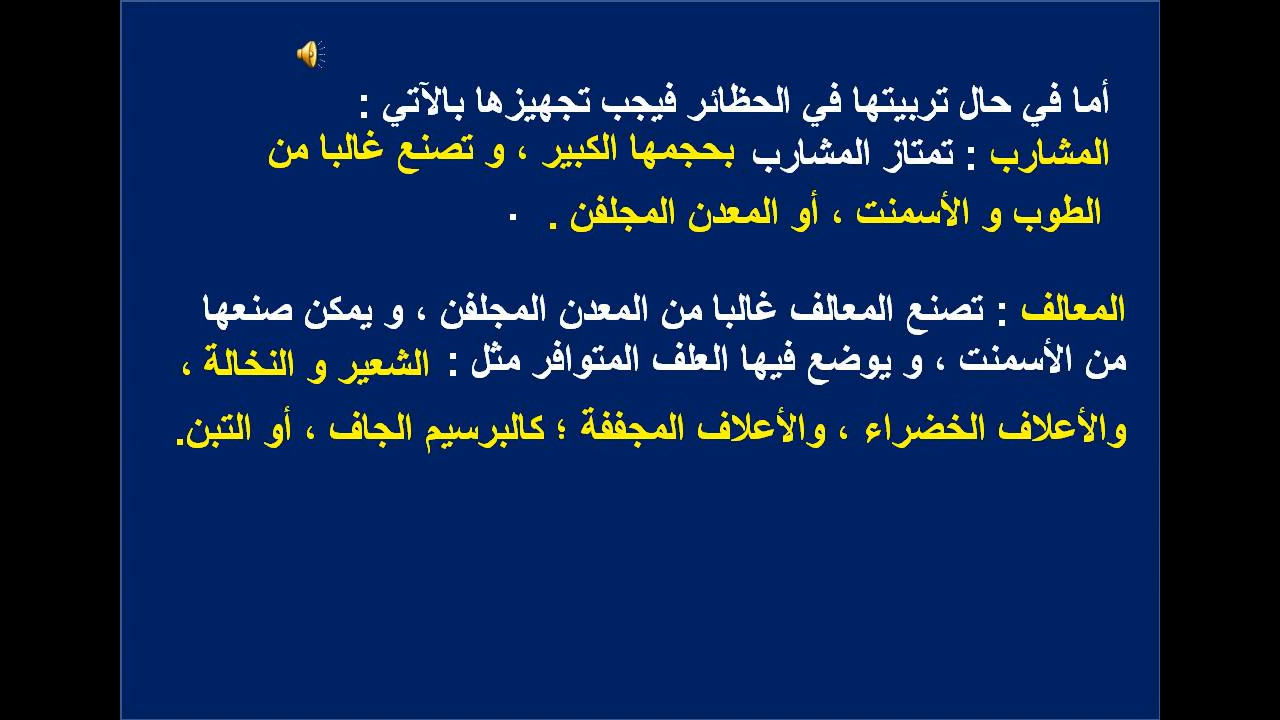 أما في حال تربيتها في الحظائر فيجب تجهيزها بالآتي :
المشارب : تمتاز المشارب بحجمها الكبير ، و تصنع غالبا من
الطوب و الأسمنت ، أو المعدن المجلفن . .
المعالف : تصنع المعالف غالبا من المعدن المجلفن ، و يمكن صنعها
من الأسمنت ، و يوضع فيها العلف المتوافر مثل : الشعير و النخالة ،
والأعلاف الخضراء ، والأعلاف المجففة ؛ كالبرسيم الجاف ، أو التبن.